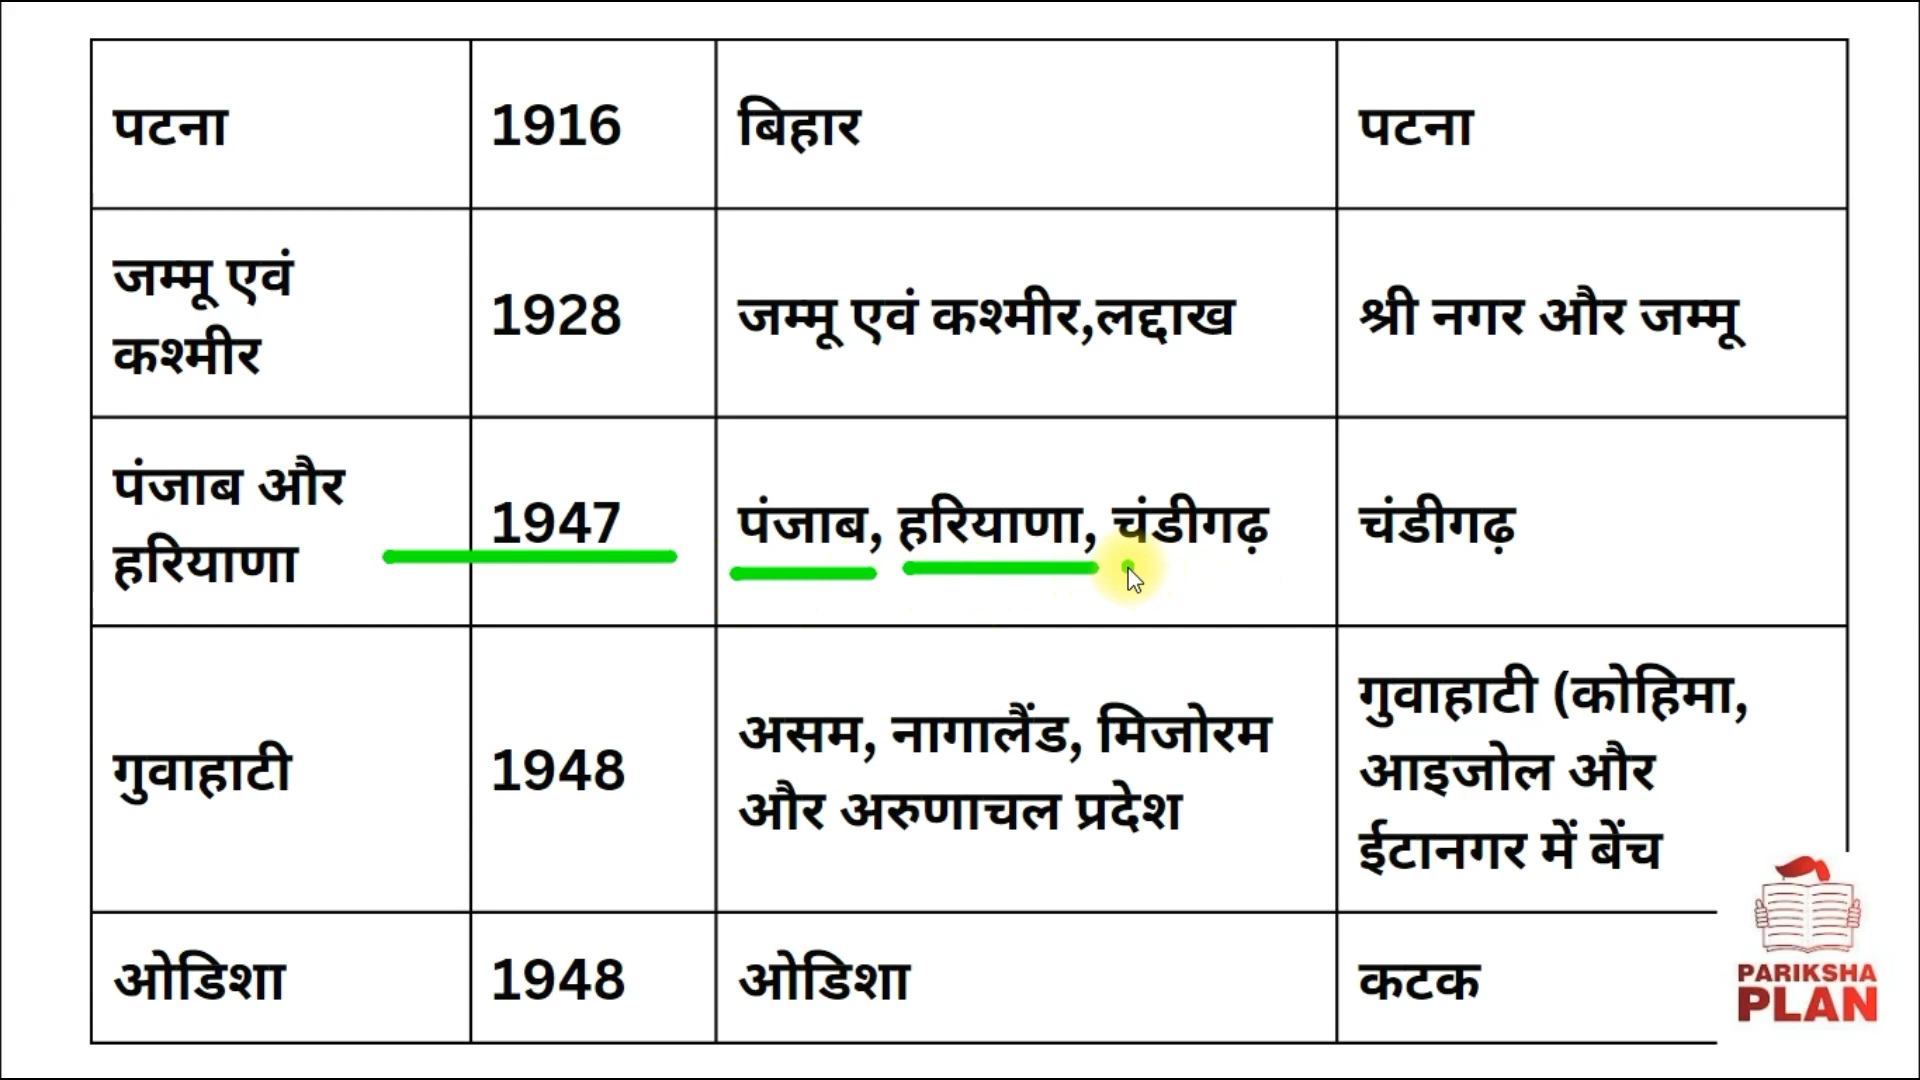 पटना 1916 बिहार पटना
जम्मू एवं
कश्मीर
1928 जम्मू एवं कश्मीर,लद्दाख श्री नगर और जम्मू
पंजाब और
हरियाणा
1947 पंजाब, हरियाणा, चंडीगढ़ चंडीगढ़
गुवाहाटी 1948
असम, नागालैंड, मिजोरम
और अरुणाचल प्रदेश
गुवाहाटी (कोहिमा,
आइजोल और
ईटानगर में बेंच
ओडिशा 1948 ओडिशा कटक
PARIKSHA
PLAN